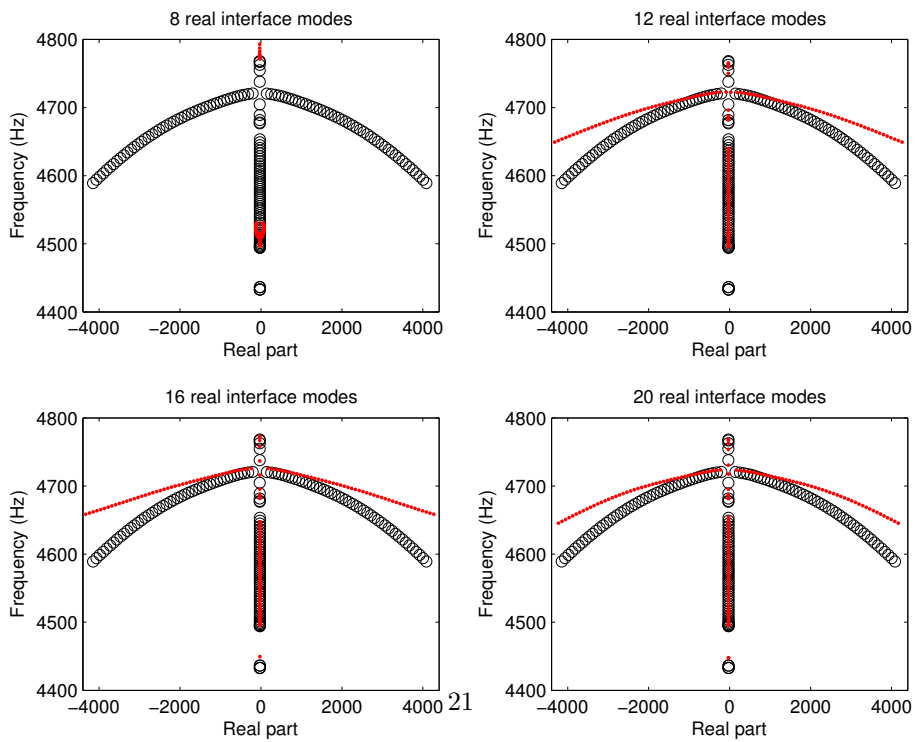 8 real interface modes
4800
4700
4600
4500
4400
Frequency (Hz)
−4000 −2000 0 2000 4000
Real part
12 real interface modes
4800
4700
4600
4500
4400
Frequency (Hz)
−4000 −2000 0 2000 4000
Real part
16 real interface modes
4800
4700
4600
4500
4400
Frequency (Hz)
−4000 −2000 0 2000 4000
Real part
20 real interface modes
4800
4700
4600
4500
4400
Frequency (Hz)
−4000 −2000 0 2000 4000
Real part
21